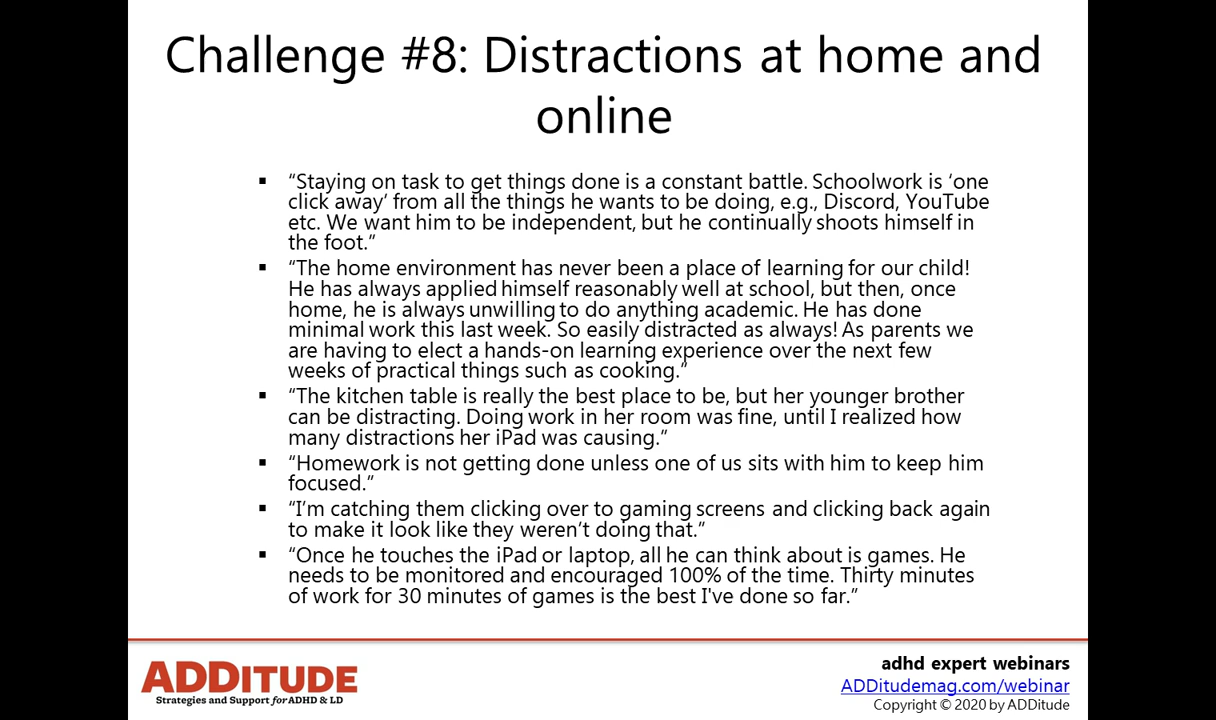 Challenge #8: Distractions at home and
online
▪ “Staying on task to get things done is a constant battle. Schoolwork is ‘one
click away’ from all the things he wants to be doing, e.g., Discord, YouTube
etc. We want him to be independent, but he continually shoots himself in
the foot.”
▪ “The home environment has never been a place of learning for our child!
He has always applied himself reasonably well at school, but then, once
home, he is always unwilling to do anything academic. He has done
minimal work this last week. So easily distracted as always! As parents we
are having to elect a hands-on learning experience over the next few
weeks of practical things such as cooking.”
▪ “The kitchen table is really the best place to be, but her younger brother
can be distracting. Doing work in her room was fine, until I realized how
many distractions her iPad was causing.”
▪ “Homework is not getting done unless one of us sits with him to keep him
focused.”
▪ “I’m catching them clicking over to gaming screens and clicking back again
to make it look like they weren’t doing that.”
▪ “Once he touches the iPad or laptop, all he can think about is games. He
needs to be monitored and encouraged 100% of the time. Thirty minutes
of work for 30 minutes of games is the best I've done so far.”
ADDITUDE
Strategies and Support for ADHD & LD
adhd expert webinars
ADDitudemag.com/webinar
Copyright © 2020 by ADDitude